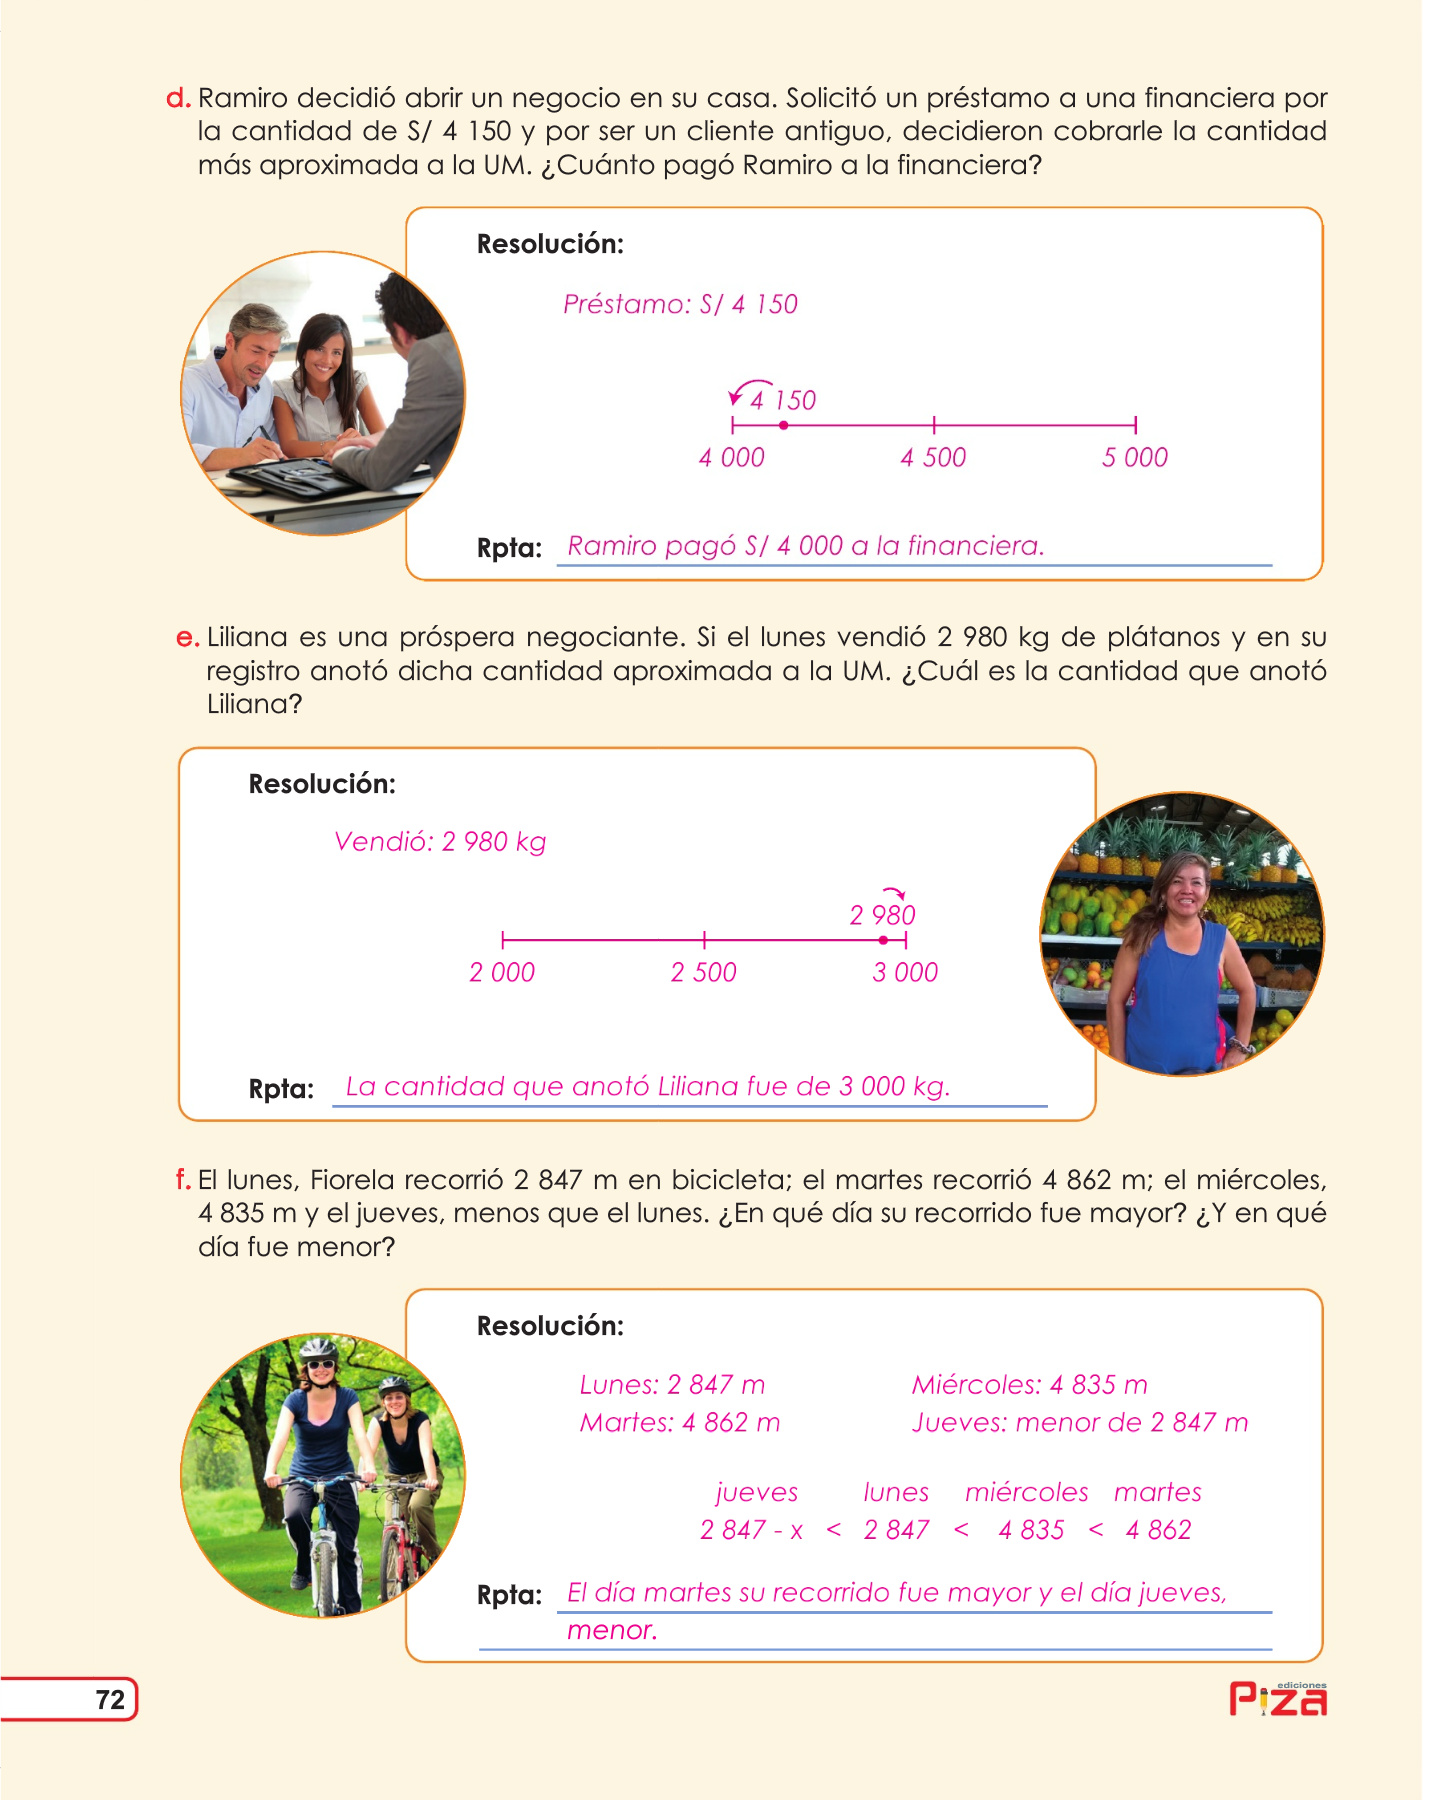 d. Ramiro decidió abrir un negocio en su casa. Solicitó un préstamo a una financiera por
la cantidad de S/ 4 150 y por ser un cliente antiguo, decidieron cobrarle la cantidad
más aproximada a la UM. ¿Cuánto pagó Ramiro a la financiera?
Resolución:
Préstamo: S/ 4 150
4 150
4 000 4 500 5 000
Rpta: Ramiro pagó S/ 4 000 a la financiera.
e. Liliana es una próspera negociante. Si el lunes vendió 2 980 kg de plátanos y en su
registro anotó dicha cantidad aproximada a la UM. ¿Cuál es la cantidad que anotó
Liliana?
Resolución:
Vendió: 2 980 kg
2 980
2 000 2 500 3 000
Rpta: La cantidad que anotó Liliana fue de 3 000 kg.
f. El lunes, Fiorela recorrió 2 847 m en bicicleta; el martes recorrió 4 862 m; el miércoles,
4 835 m y el jueves, menos que el lunes. ¿En qué día su recorrido fue mayor? ¿Y en qué
día fue menor?
Resolución:
Lunes: 2 847 m Miércoles: 4 835 m
Martes: 4 862 m Jueves: menor de 2 847 m
jueves lunes miércoles martes
2 847 - x < 2 847 < 4 835 < 4 862
Rpta: El día martes su recorrido fue mayor y el día jueves,
menor.
72
ediciones
Piza